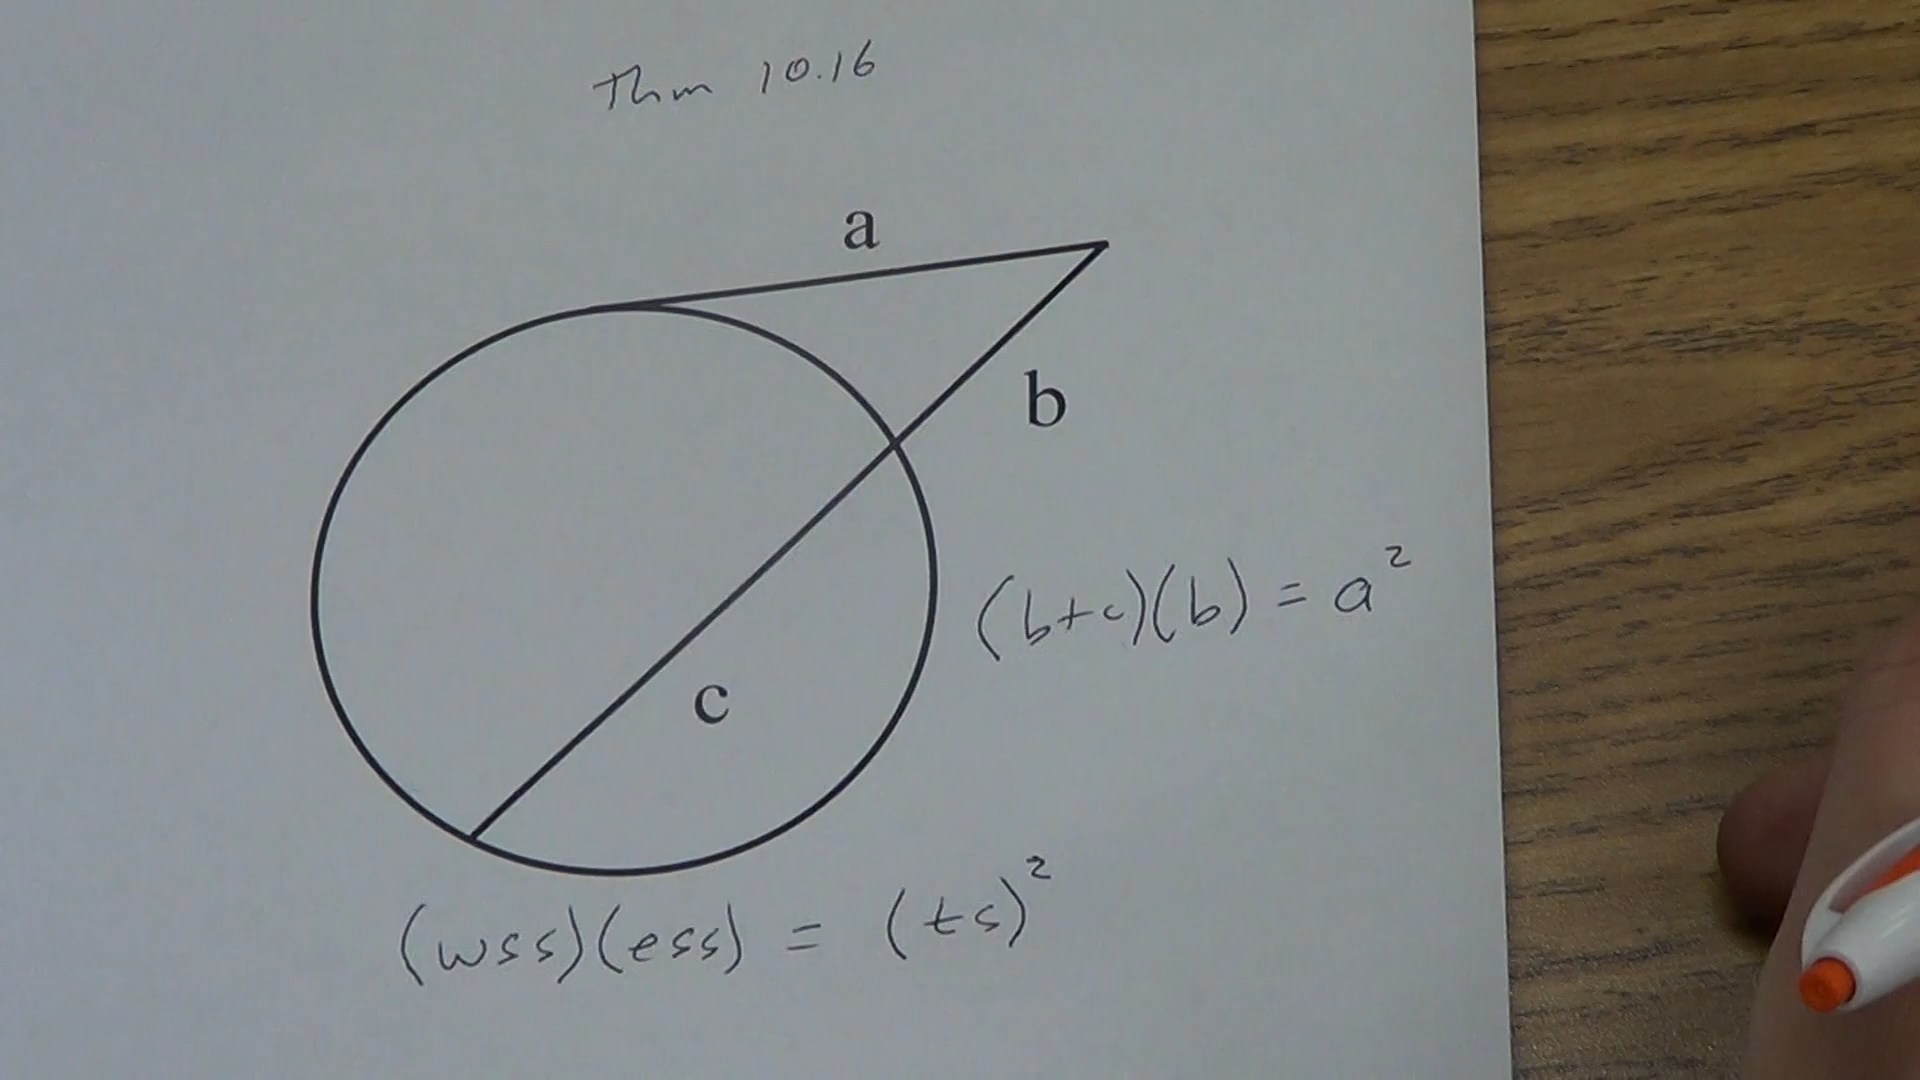 Thm 10.16
a
b
(b+c)(b) = a²
c
(wss)(ess) = (ts)²